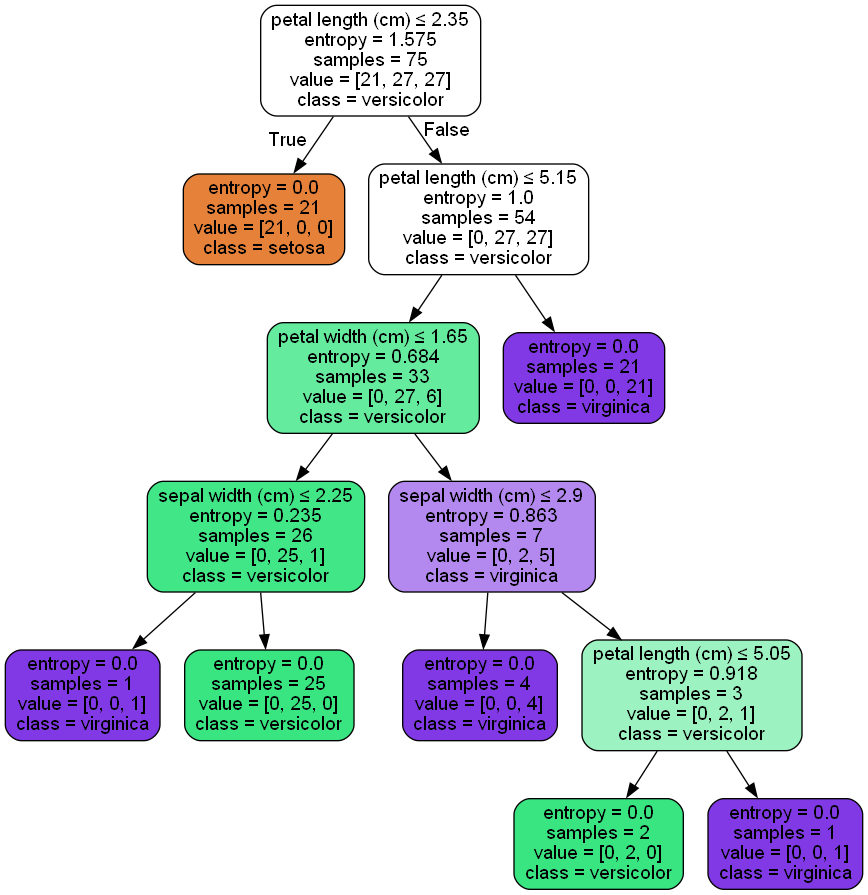 petal length (cm) ≤ 2.35
entropy = 1.575
samples = 75
value = [21, 27, 27]
class = versicolor
True
False
entropy = 0.0
samples = 21
value = [21, 0, 0]
class = setosa
petal length (cm) ≤ 5.15
entropy = 1.0
samples = 54
value = [0, 27, 27]
class = versicolor
petal width (cm) ≤ 1.65
entropy = 0.684
samples = 33
value = [0, 27, 6]
class = versicolor
entropy = 0.0
samples = 21
value = [0, 0, 21]
class = virginica
sepal width (cm) ≤ 2.25
entropy = 0.235
samples = 26
value = [0, 25, 1]
class = versicolor
sepal width (cm) ≤ 2.9
entropy = 0.863
samples = 7
value = [0, 2, 5]
class = virginica
entropy = 0.0
samples = 1
value = [0, 0, 1]
class = virginica
entropy = 0.0
samples = 25
value = [0, 25, 0]
class = versicolor
entropy = 0.0
samples = 4
value = [0, 0, 4]
class = virginica
petal length (cm) ≤ 5.05
entropy = 0.918
samples = 3
value = [0, 2, 1]
class = versicolor
entropy = 0.0
samples = 2
value = [0, 2, 0]
class = versicolor
entropy = 0.0
samples = 1
value = [0, 0, 1]
class = virginica